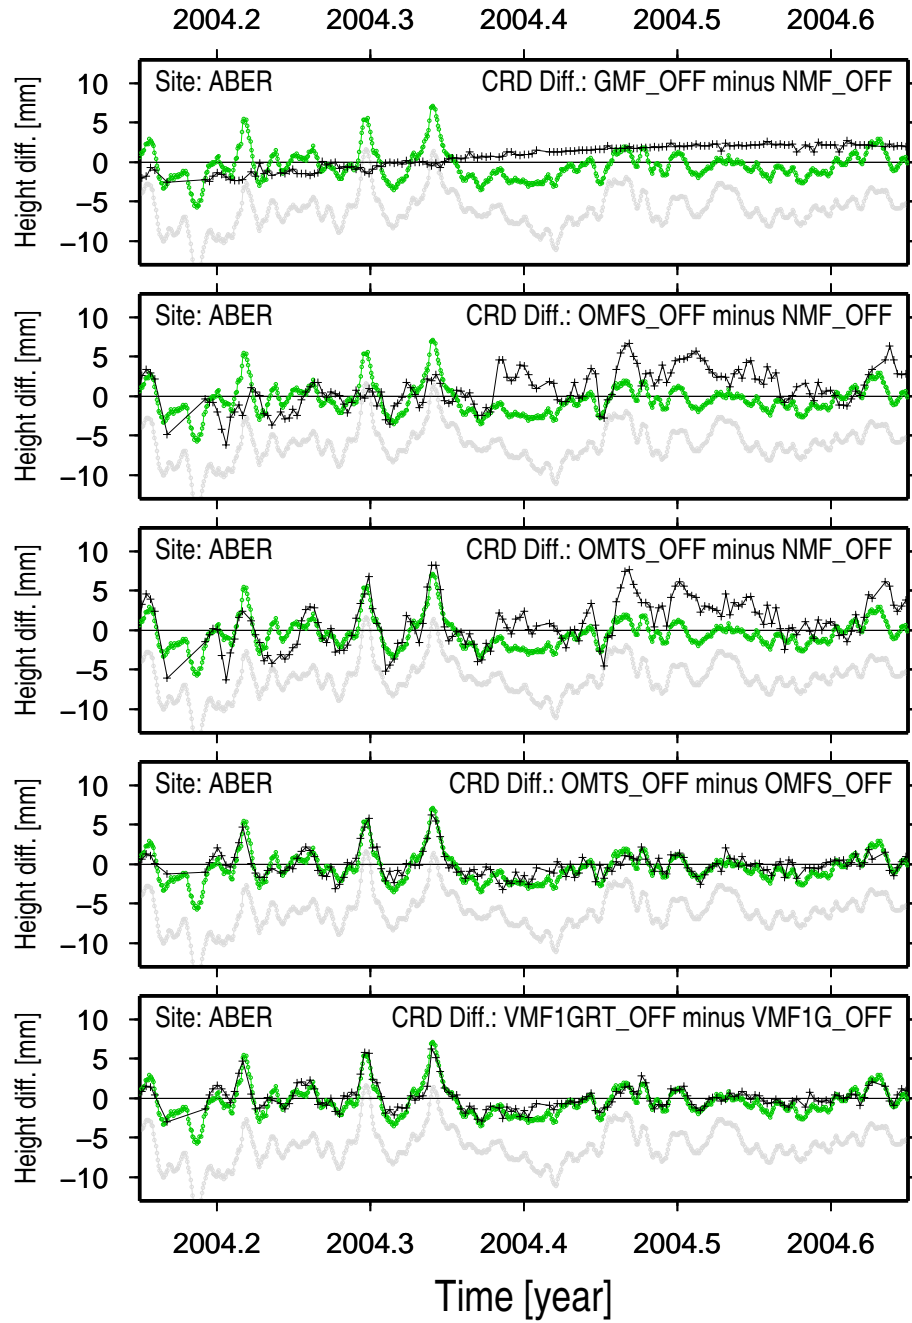 2004.2 2004.3 2004.4 2004.5 2004.6
Site: ABER CRD Diff.: GMF_OFF minus NMF_OFF
10
5
0
−5
−10
Height diff. [mm]
Site: ABER CRD Diff.: OMFS_OFF minus NMF_OFF
10
5
0
−5
−10
Height diff. [mm]
Site: ABER CRD Diff.: OMTS_OFF minus NMF_OFF
10
5
0
−5
−10
Height diff. [mm]
Site: ABER CRD Diff.: OMTS_OFF minus OMFS_OFF
10
5
0
−5
−10
Height diff. [mm]
Site: ABER CRD Diff.: VMF1GRT_OFF minus VMF1G_OFF
10
5
0
−5
−10
Height diff. [mm]
2004.2 2004.3 2004.4 2004.5 2004.6
Time [year]